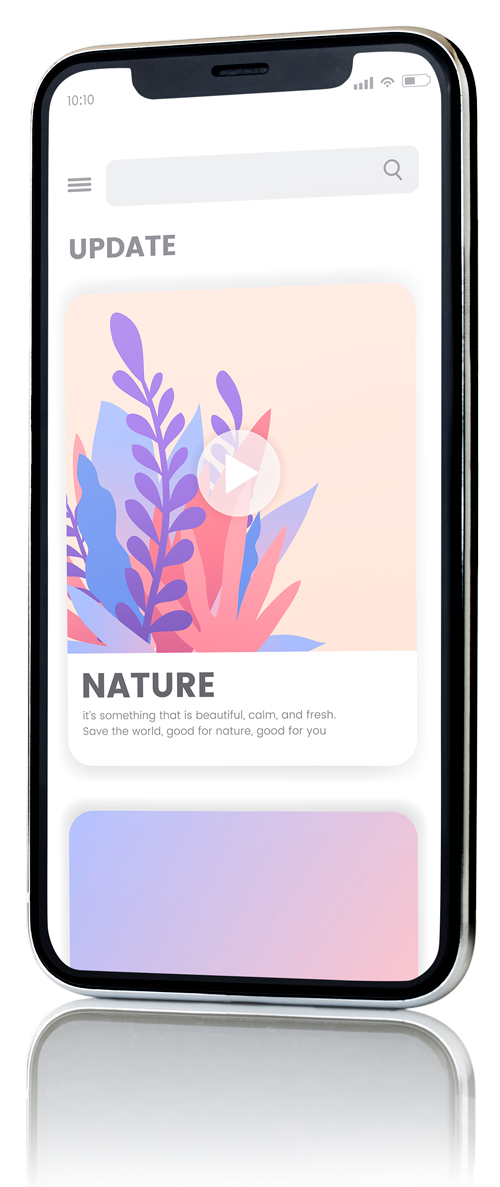 10:10
UPDATE
NATURE
it's something that is beautiful, calm, and fresh.
Save the world, good for nature, good for you